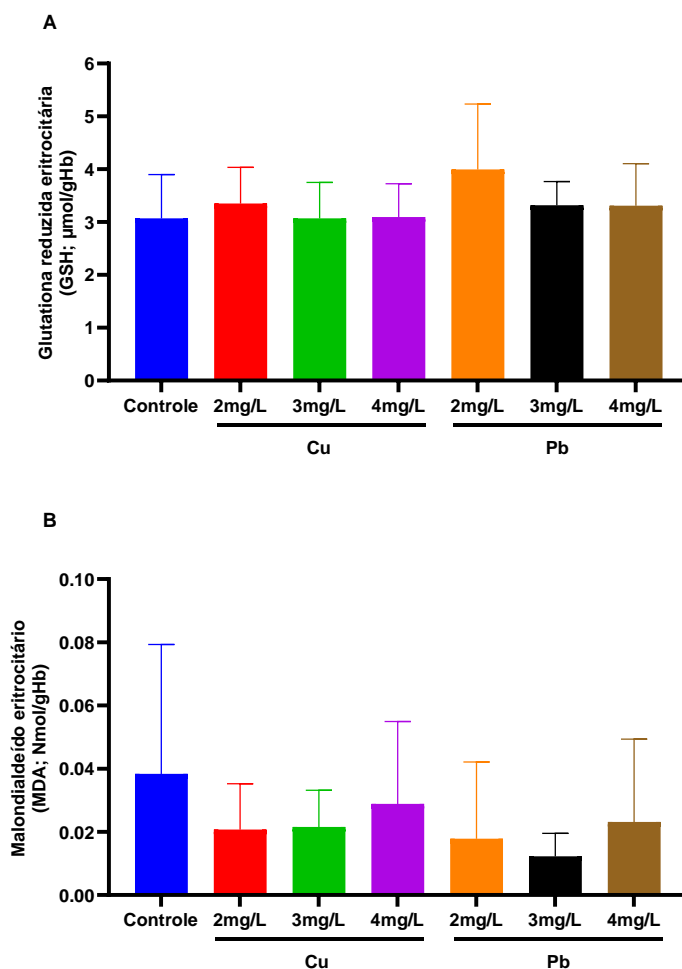 A
Glutationa reduzida eritrocitária
(GSH; µmol/gHb)
6
5
4
3
2
1
0
Controle 2mg/L 3mg/L 4mg/L 2mg/L 3mg/L 4mg/L
Cu Pb
B
Malondialdeído eritrocitário
(MDA; Nmol/gHb)
0.10
0.08
0.06
0.04
0.02
0.00
Controle 2mg/L 3mg/L 4mg/L 2mg/L 3mg/L 4mg/L
Cu Pb